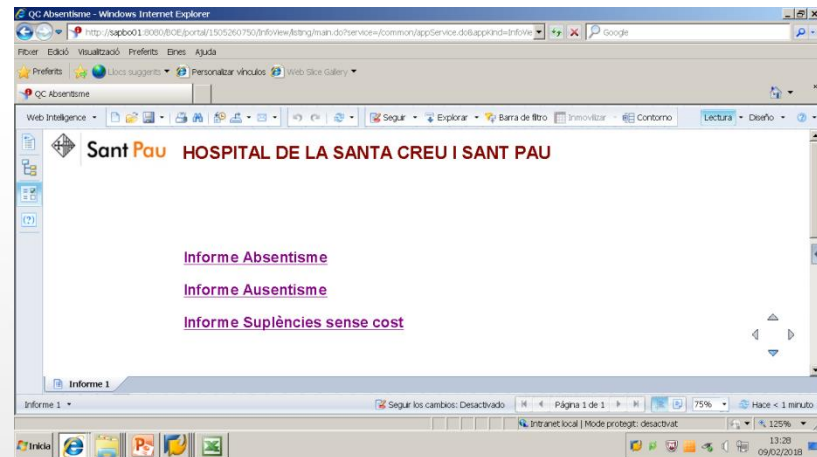 QC Absentisme - Windows Internet Explorer
http://sapbo01:8080/BOE/portal/1505260750/InfoView/listing/main.do?service=/common/appService.do&appKind=InfoVie
Google
Fitxer Edició Visualització Preferits Eines Ajuda
Preferits Llocs suggerits Personalizar vínculos Web Slice Gallery
QC Absentisme
Web Intelligence Seguir Explorar Barra de filtro Inmovilizar Contorno Lectura Diseño
Sant Pau HOSPITAL DE LA SANTA CREU I SANT PAU
Informe Absentisme
Informe Ausentisme
Informe Suplències sense cost
Informe 1
Informe 1 Seguir los cambios: Desactivado Página 1 de 1 75% Hace < 1 minuto
Intranet local | Mode protegit: desactivat 125%
Inicia 13:28
09/02/2018